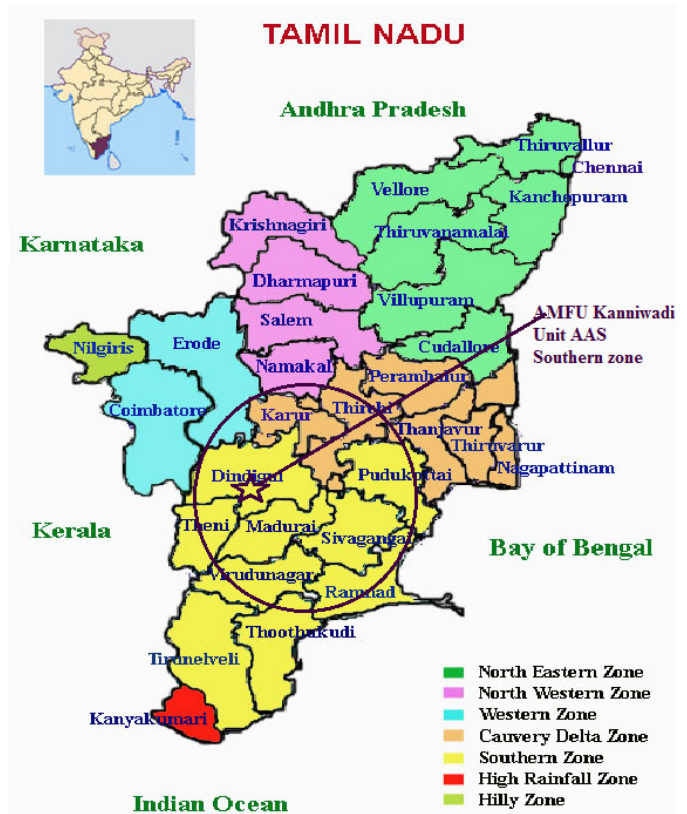 TAMIL NADU
Andhra Pradesh
Thiruvallur
Chennai
Vellore
Kanchepuram
Krishnagiri
Thiruvanamalai
Karnataka
Dharmapuri
Villupuram
Salem
AMFU Kanniwadi
Unit AAS
Southern zone
Nilgiris
Erode
Cudallore
Namakal
Perambalur
Coimbatore
Karur
Thirchi
Thanjavur
Thiruvarur
Nagapattinam
Dindigul
Pudukottai
Kerala
Theni
Madurai
Sivagangai
Bay of Bengal
Virudunagar
Ramnad
Thoothukudi
Tirunelveli
Kanyakumari
North Eastern Zone
North Western Zone
Western Zone
Cauvery Delta Zone
Southern Zone
High Rainfall Zone
Hilly Zone
Indian Ocean